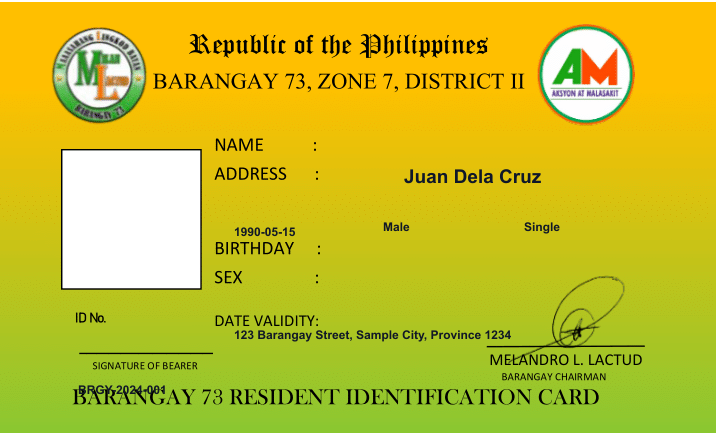 Republic of the Philippines
BARANGAY 73, ZONE 7, DISTRICT II
MAAASAHANG LINGKOD BAYAN
MELAN
ML
LACTUD
BARANGAY 73
AM
AKSYON AT MALASAKIT
NAME :
ADDRESS :
Juan Dela Cruz
1990-05-15
Male
Single
BIRTHDAY :
SEX :
ID No.
DATE VALIDITY:
123 Barangay Street, Sample City, Province 1234
MELANDRO L. LACTUD
SIGNATURE OF BEARER
BARANGAY CHAIRMAN
BRGY-2024-001
BARANGAY 73 RESIDENT IDENTIFICATION CARD